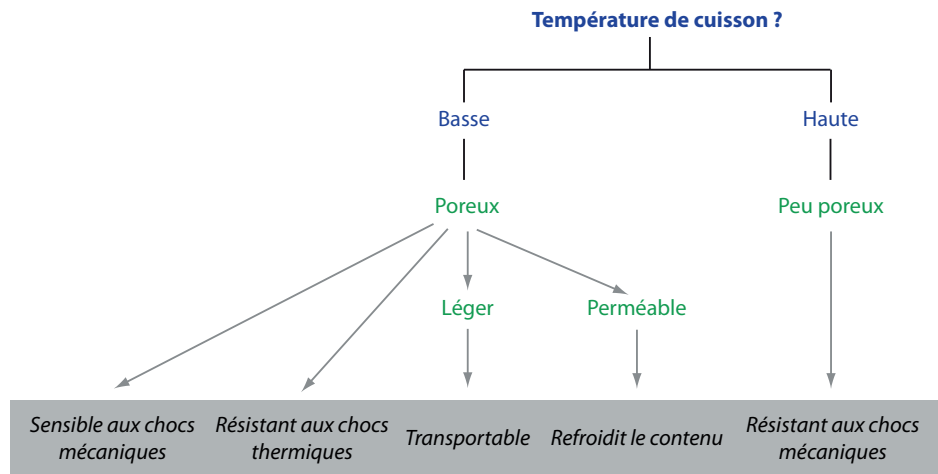 Température de cuisson ?
Basse
Haute
Poreux
Peu poreux
Léger
Perméable
Sensible aux chocs
mécaniques
Résistant aux chocs
thermiques
Transportable
Refroidit le contenu
Résistant aux chocs
mécaniques